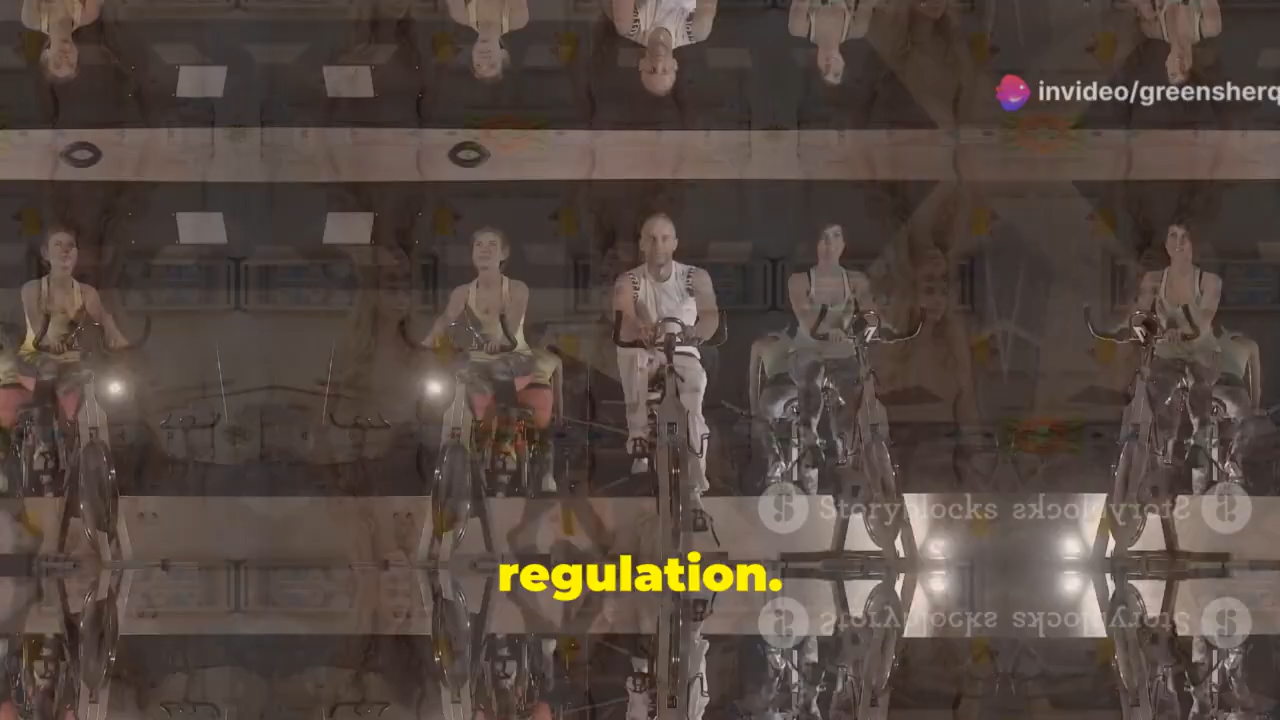 invideo/greensherq
Storyblocks
regulation.
Storyblocks